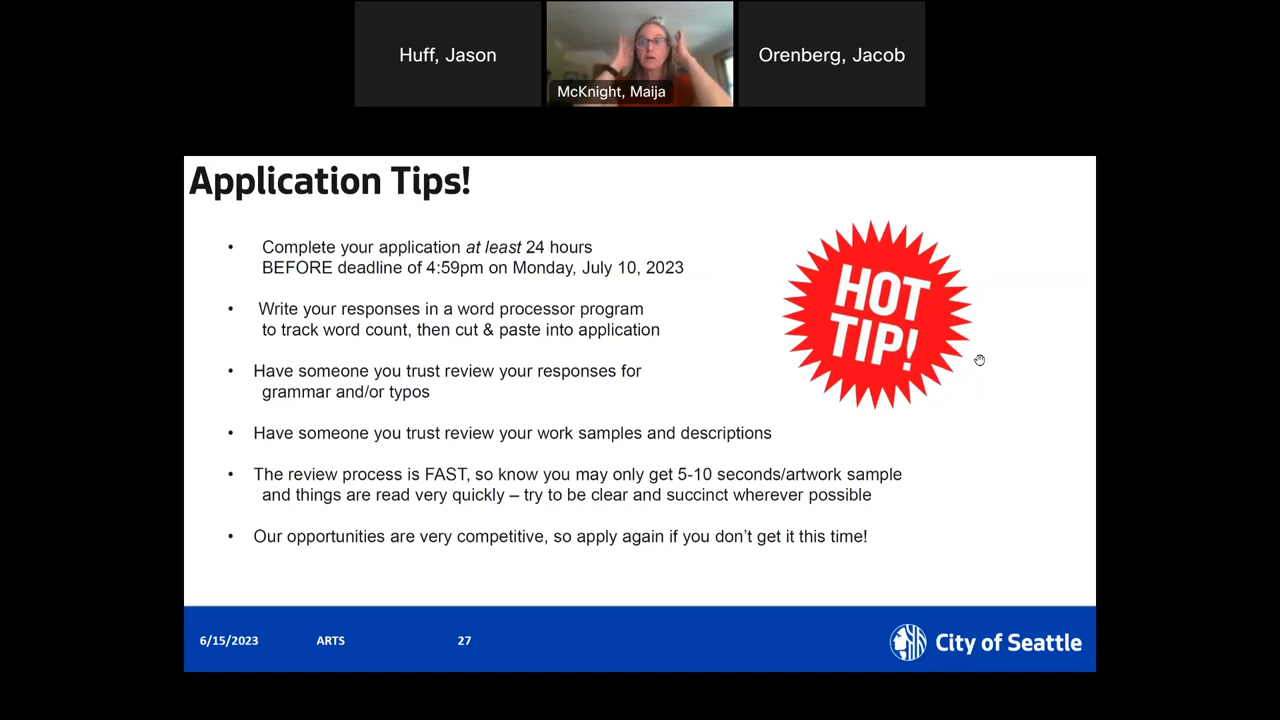 Huff, Jason
McKnight, Maija
Orenberg, Jacob
Application Tips!
• Complete your application at least 24 hours
BEFORE deadline of 4:59pm on Monday, July 10, 2023
• Write your responses in a word processor program
to track word count, then cut & paste into application
• Have someone you trust review your responses for
grammar and/or typos
• Have someone you trust review your work samples and descriptions
• The review process is FAST, so know you may only get 5-10 seconds/artwork sample
and things are read very quickly – try to be clear and succinct wherever possible
• Our opportunities are very competitive, so apply again if you don’t get it this time!
HOT
TIP!
6/15/2023 ARTS 27
City of Seattle